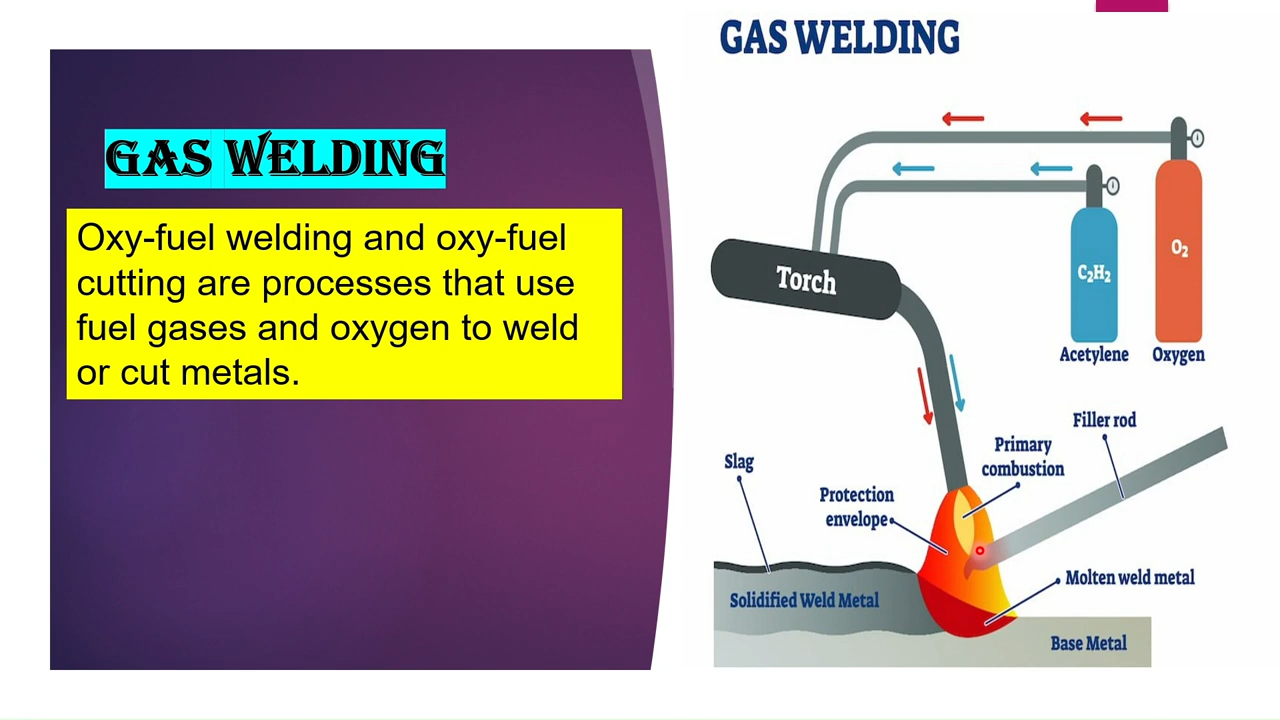 GAS WELDING
Oxy-fuel welding and oxy-fuel
cutting are processes that use
fuel gases and oxygen to weld
or cut metals.
GAS WELDING
Torch
C₂H₂
O₂
Acetylene
Oxygen
Filler rod
Primary
combustion
Slag
Protection
envelope
Molten weld metal
Solidified Weld Metal
Base Metal